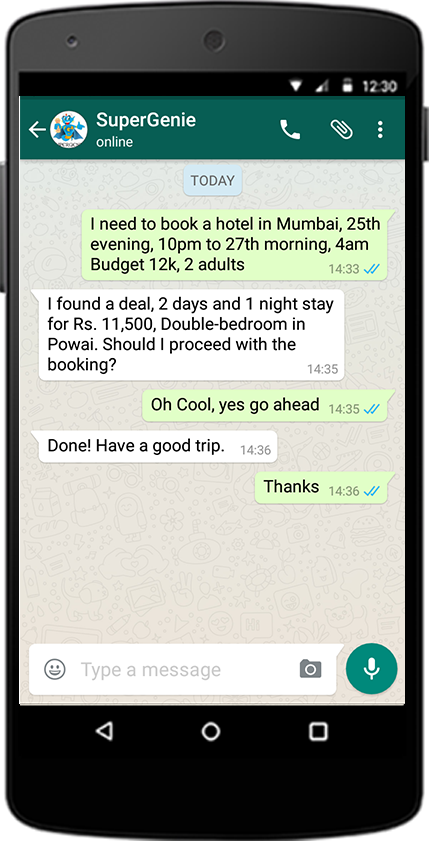 12:30
SuperGenie
online
TODAY
I need to book a hotel in Mumbai, 25th
evening, 10pm to 27th morning, 4am
Budget 12k, 2 adults
14:33
I found a deal, 2 days and 1 night stay
for Rs. 11,500, Double-bedroom in
Powai. Should I proceed with the
booking?
14:35
Oh Cool, yes go ahead 14:35
Done! Have a good trip. 14:36
Thanks 14:36
Type a message